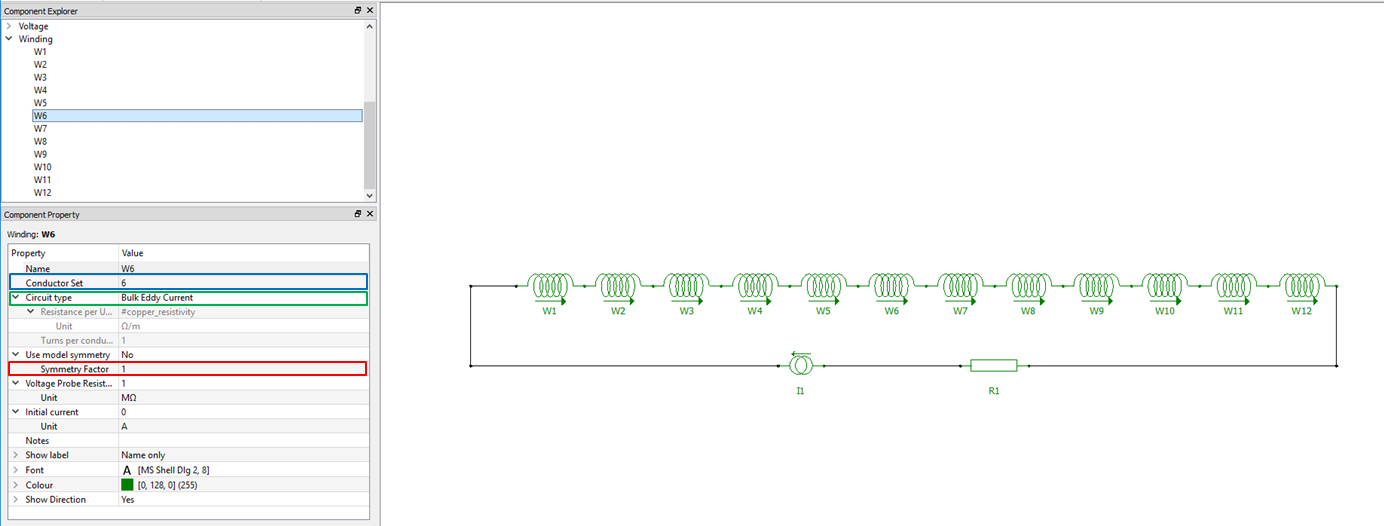 Component Explorer
Voltage
Winding
W1
W2
W3
W4
W5
W6
W7
W8
W9
W10
W11
W12
Component Property
Winding: W6
Property Value
Name W6
Conductor Set 6
Circuit type Bulk Eddy Current
Resistance per U... #copper_resistivity
Unit Ω/m
Turns per condu... 1
Use model symmetry No
Symmetry Factor 1
Voltage Probe Resist... 1
Unit MΩ
Initial current 0
Unit A
Notes
Show label Name only
Font A [MS Shell Dlg 2, 8]
Colour [0, 128, 0] (255)
Show Direction Yes
W1 W2 W3 W4 W5 W6 W7 W8 W9 W10 W11 W12
I1 R1